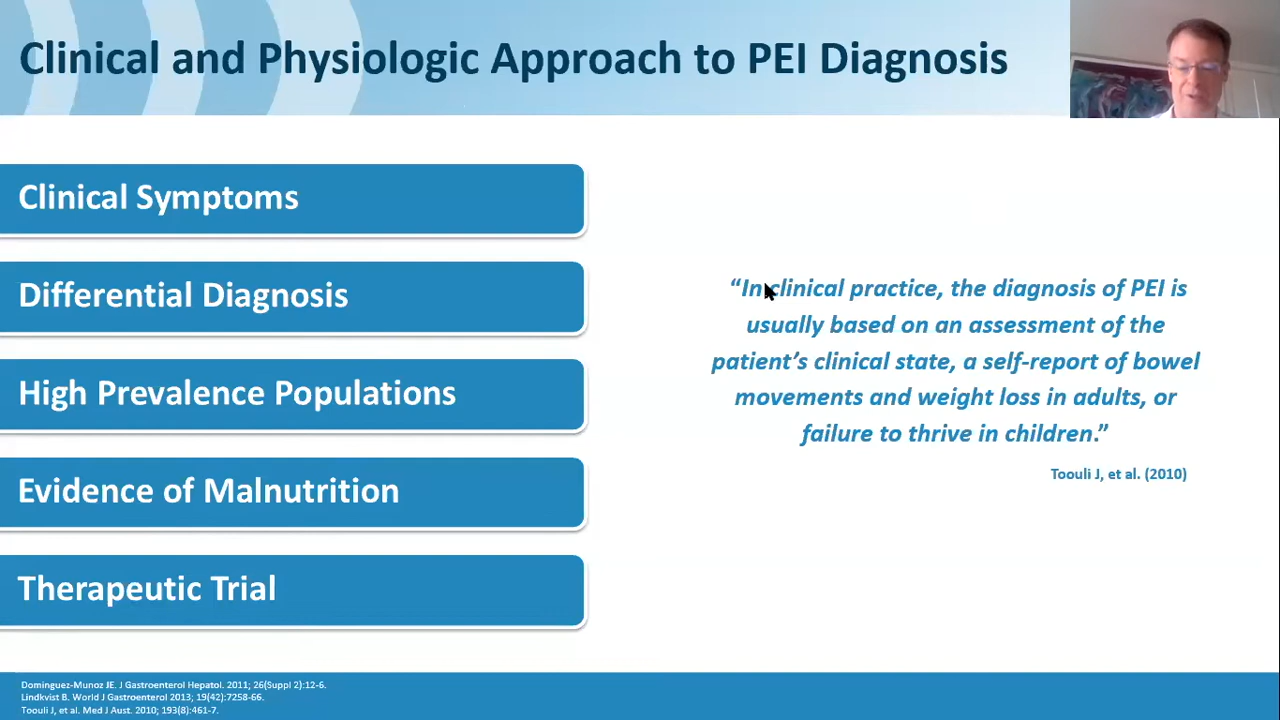 Clinical and Physiologic Approach to PEI Diagnosis
Clinical Symptoms
Differential Diagnosis
High Prevalence Populations
Evidence of Malnutrition
Therapeutic Trial
“In clinical practice, the diagnosis of PEI is
usually based on an assessment of the
patient’s clinical state, a self-report of bowel
movements and weight loss in adults, or
failure to thrive in children.”
Toouli J, et al. (2010)
Dominguez-Munoz JE. J Gastroenterol Hepatol. 2011; 26(Suppl 2):12-6.
Lindkvist B. World J Gastroenterol 2013; 19(42):7258-66.
Toouli J, et al. Med J Aust. 2010; 193(8):461-7.